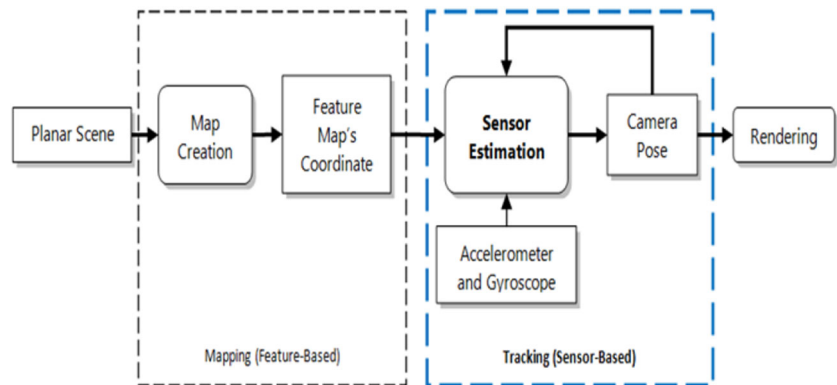 Planar Scene
Map
Creation
Feature
Map's
Coordinate
Sensor
Estimation
Camera
Pose
Rendering
Accelerometer
and Gyroscope
Mapping (Feature-Based)
Tracking (Sensor-Based)